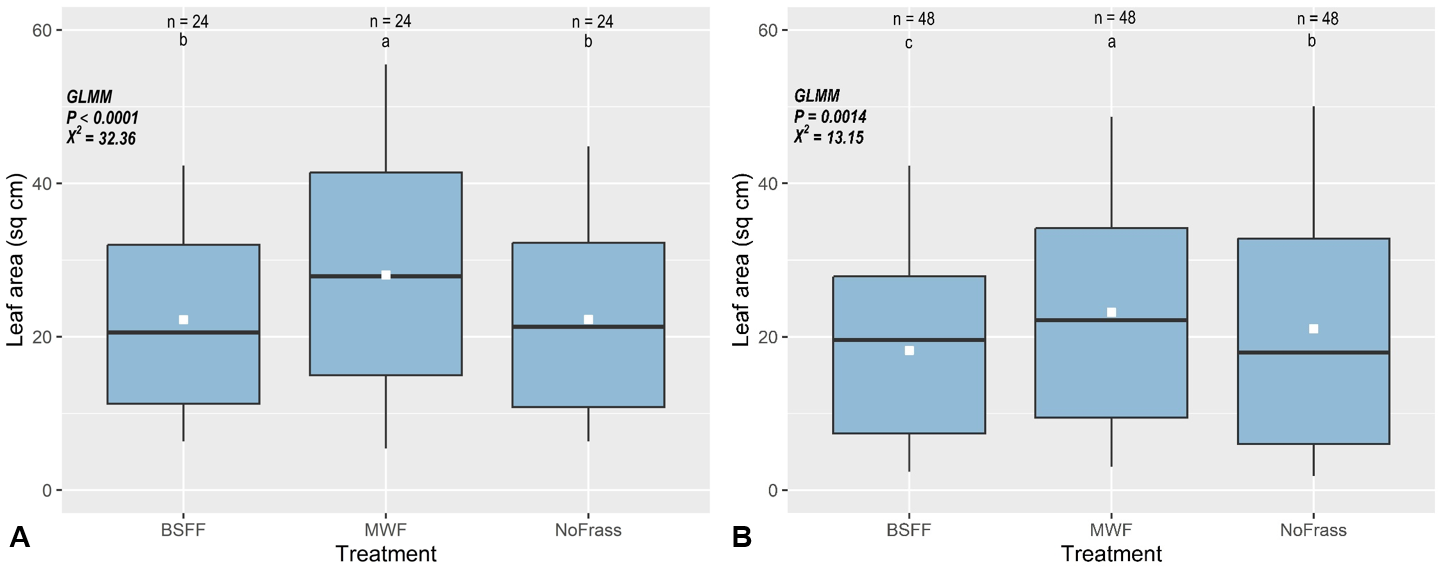 n = 24
n = 24
n = 24
b
a
b
60
GLMM
P < 0.0001
X² = 32.36
40
20
0
Leaf area (sq cm)
BSFF
MWF
NoFrass
Treatment
A
n = 48
n = 48
n = 48
c
a
b
60
GLMM
P = 0.0014
X² = 13.15
40
20
0
Leaf area (sq cm)
BSFF
MWF
NoFrass
Treatment
B